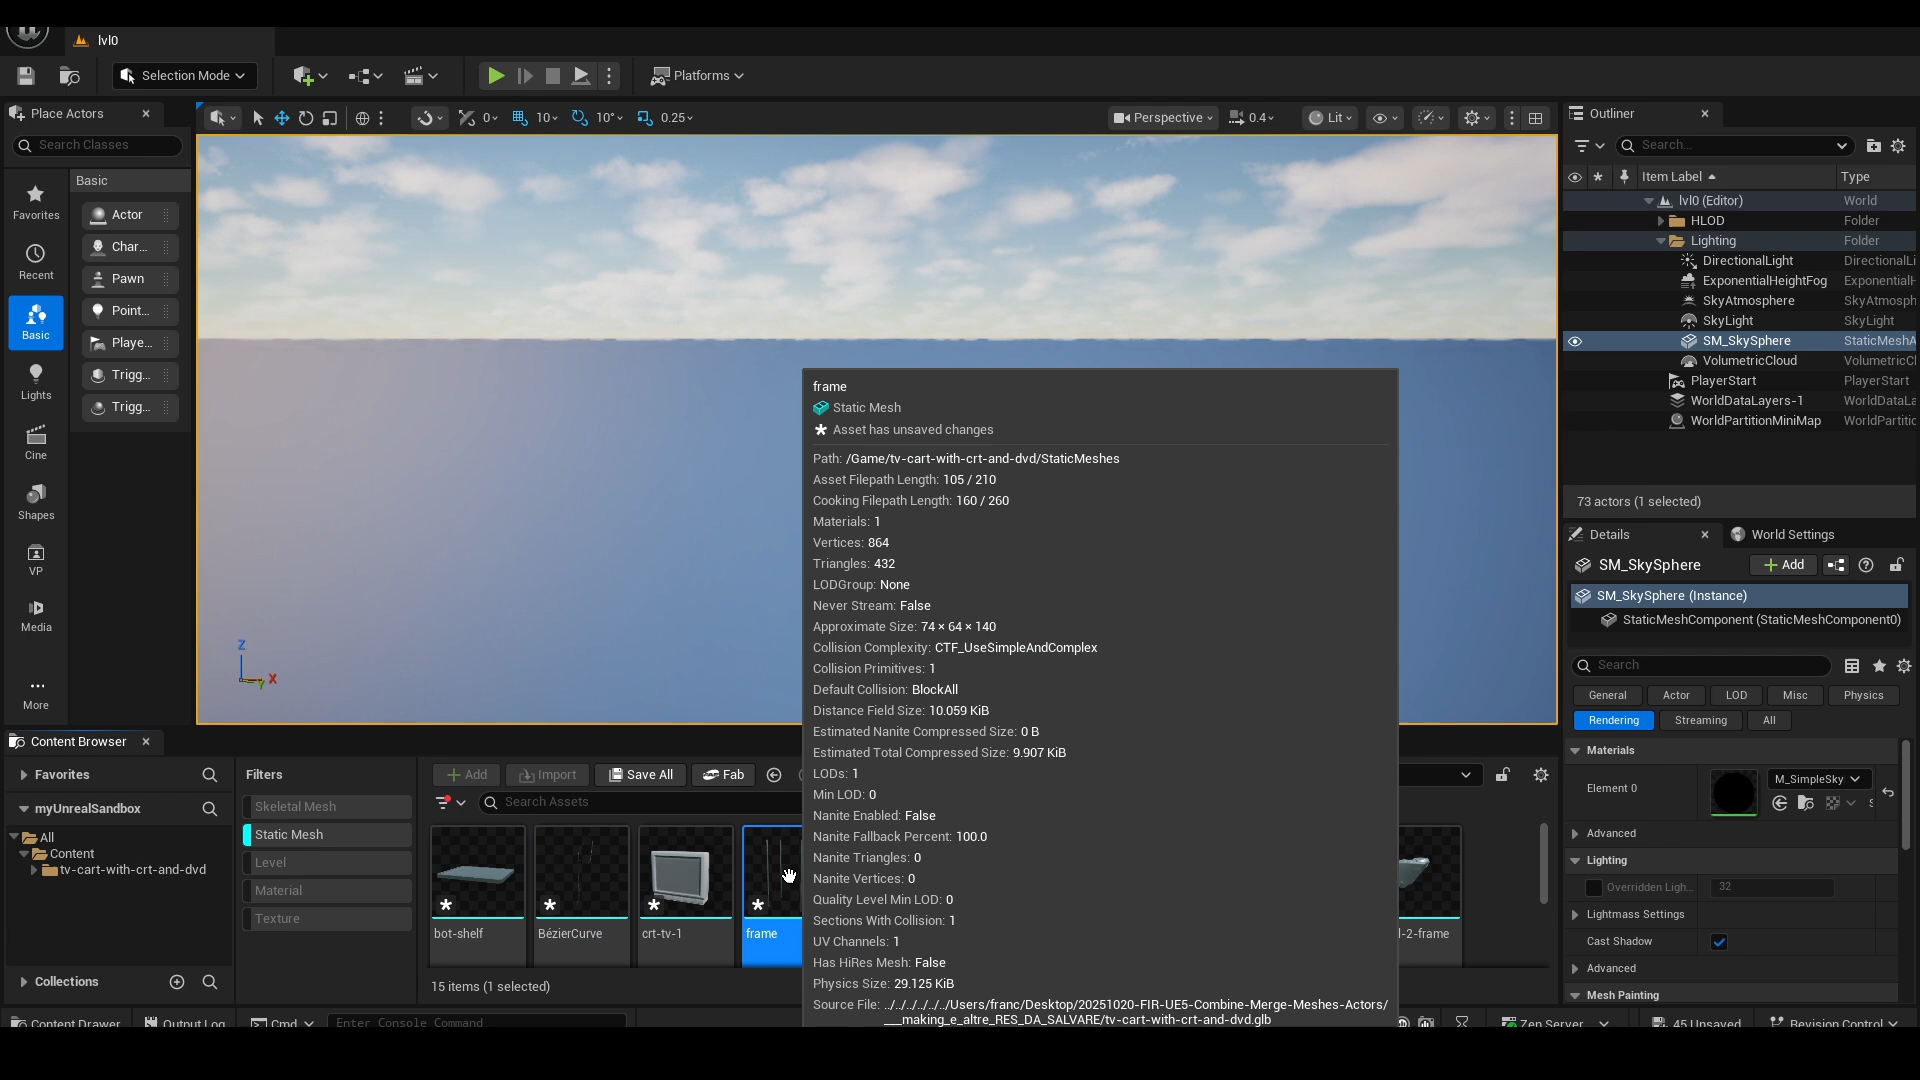 lvl0
Selection Mode
Platforms
Place Actors
Search Classes
Basic
Favorites
Recent
Basic
Lights
Cine
Shapes
VP
Media
More
Actor
Char...
Pawn
Point...
Playe...
Trigg...
Trigg...
0
10
10°
0.25
Perspective
0.4
Lit
Z
X
Outliner
Search...
Item Label
Type
lvl0 (Editor) World
HLOD Folder
Lighting Folder
DirectionalLight DirectionalLi
ExponentialHeightFog ExponentialH
SkyAtmosphere SkyAtmosph
SkyLight SkyLight
SM_SkySphere StaticMeshA
VolumetricCloud VolumetricCl
PlayerStart PlayerStart
WorldDataLayers-1 WorldDataLa
WorldPartitionMiniMap WorldPartitic
73 actors (1 selected)
Details
World Settings
SM_SkySphere
Add
SM_SkySphere (Instance)
StaticMeshComponent (StaticMeshComponent0)
Search
General
Actor
LOD
Misc
Physics
Rendering
Streaming
All
Materials
Element 0
M_SimpleSky
Advanced
Lighting
Overridden Ligh... 32
Lightmass Settings
Cast Shadow
Advanced
Mesh Painting
frame
Static Mesh
Asset has unsaved changes
Path: /Game/tv-cart-with-crt-and-dvd/StaticMeshes
Asset Filepath Length: 105 / 210
Cooking Filepath Length: 160 / 260
Materials: 1
Vertices: 864
Triangles: 432
LODGroup: None
Never Stream: False
Approximate Size: 74 × 64 × 140
Collision Complexity: CTF_UseSimpleAndComplex
Collision Primitives: 1
Default Collision: BlockAll
Distance Field Size: 10.059 KiB
Estimated Nanite Compressed Size: 0 B
Estimated Total Compressed Size: 9.907 KiB
LODs: 1
Min LOD: 0
Nanite Enabled: False
Nanite Fallback Percent: 100.0
Nanite Triangles: 0
Nanite Vertices: 0
Quality Level Min LOD: 0
Sections With Collision: 1
UV Channels: 1
Has HiRes Mesh: False
Physics Size: 29.125 KiB
Source File: ../../../../../../Users/franc/Desktop/20251020-FIR-UE5-Combine-Merge-Meshes-Actors/
___making_e_altre_RES_DA_SALVARE/tv-cart-with-crt-and-dvd.glb
Content Browser
Favorites
myUnrealSandbox
All
Content
tv-cart-with-crt-and-dvd
Collections
Filters
Skeletal Mesh
Static Mesh
Level
Material
Texture
Add
Import
Save All
Fab
Search Assets
bot-shelf
BézierCurve
crt-tv-1
frame
l-2-frame
15 items (1 selected)
Content Drawer
Output Log
Cmd
Enter Console Command
Zen Server
45 Unsaved
Revision Control